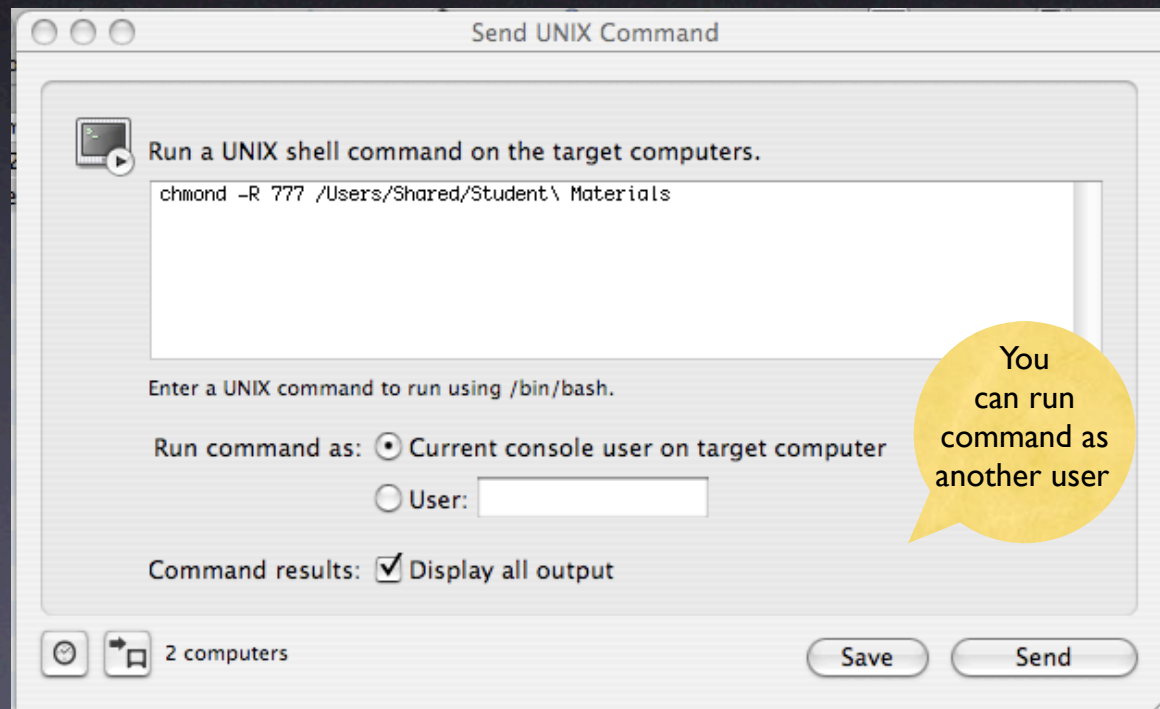 Send UNIX Command
Run a UNIX shell command on the target computers.
chmond -R 777 /Users/Shared/Student\ Materials
Enter a UNIX command to run using /bin/bash.
Run command as: Current console user on target computer
User:
Command results: Display all output
You
can run
command as
another user
2 computers
Save
Send